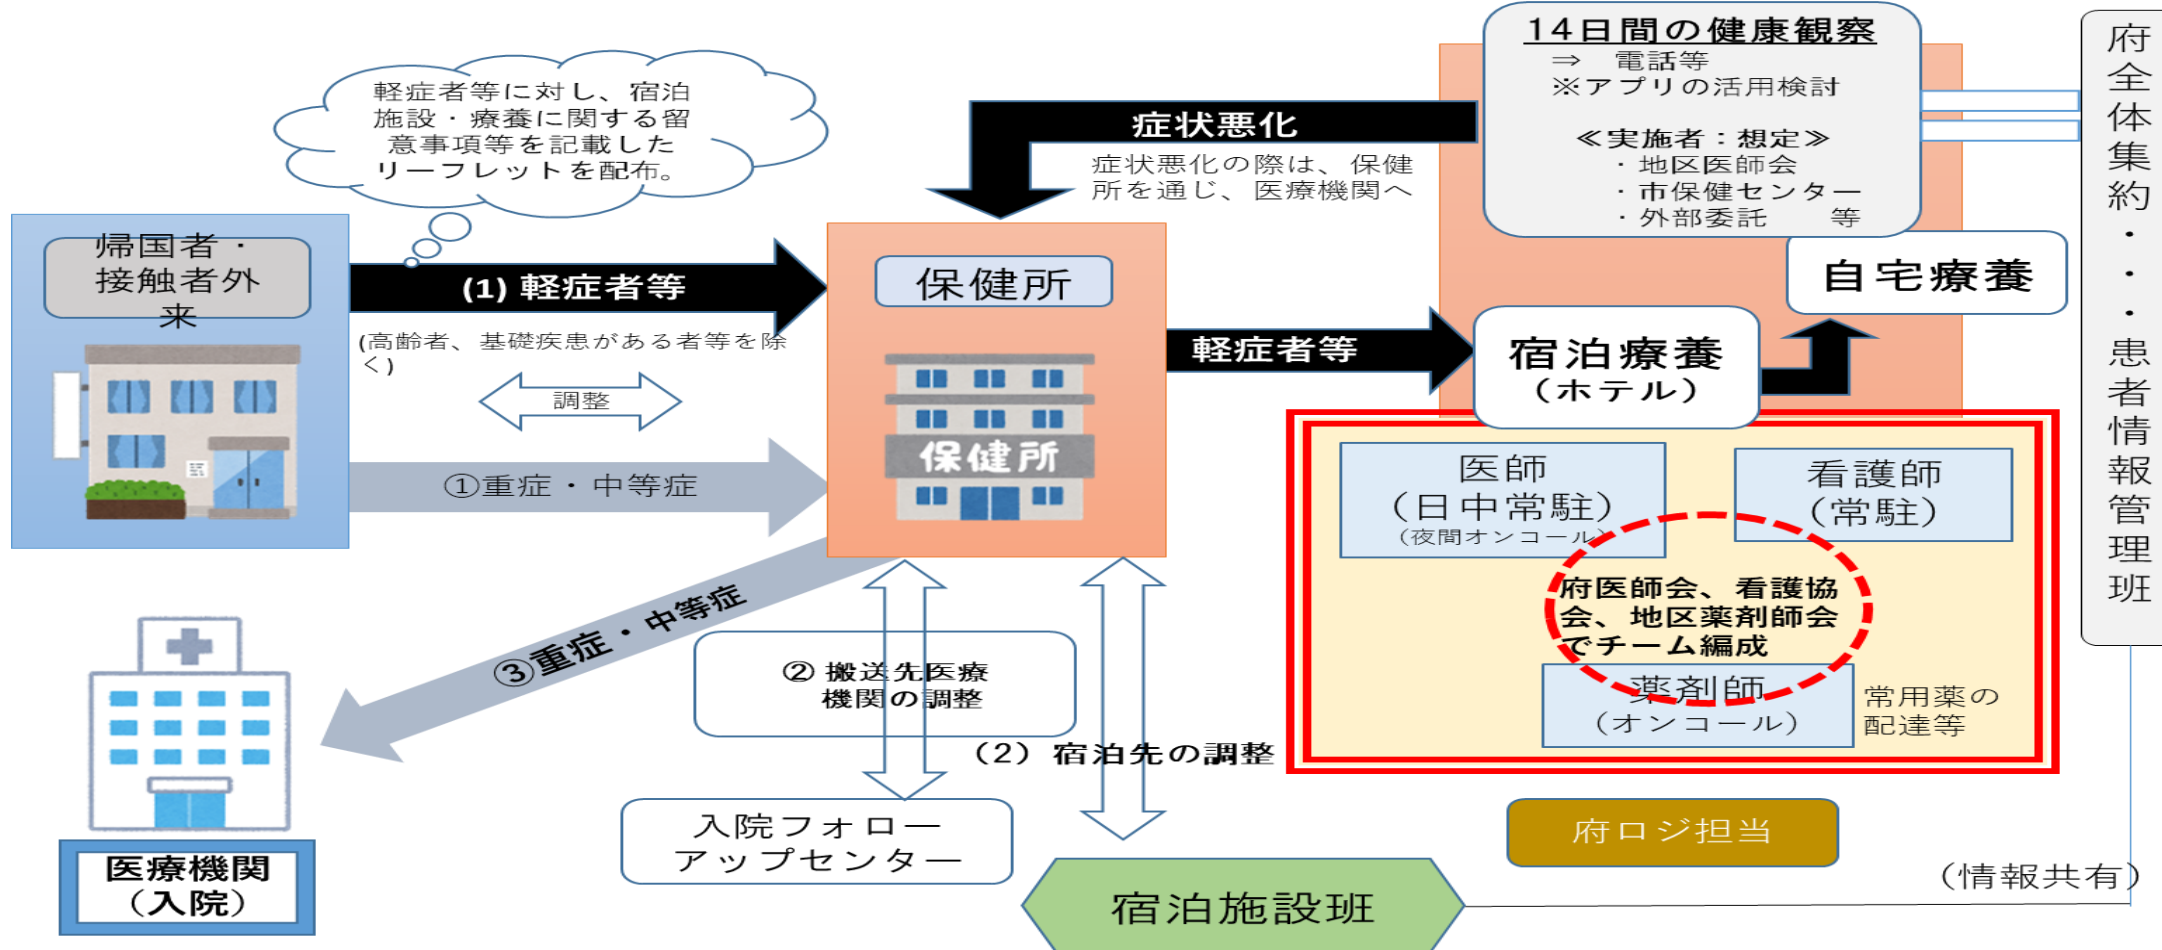 軽症者等に対し、宿泊
施設・療養に関する留
意事項等を記載した
リーフレットを配布。
帰国者・
接触者外
来
(1) 軽症者等
(高齢者、基礎疾患がある者等を除
く)
調整
①重症・中等症
保健所
保健所
症状悪化
症状悪化の際は、保健
所を通じ、医療機関へ
14日間の健康観察
⇒　電話等
※アプリの活用検討
≪実施者：想定≫
・地区医師会
・市保健センター
・外部委託　　等
自宅療養
軽症者等
宿泊療養
（ホテル）
医師
（日中常駐）
（夜間オンコール）
看護師
（常駐）
府医師会、看護協
会、地区薬剤師会
でチーム編成
薬剤師
（オンコール）
常用薬の
配達等
府全体集約・・・患者情報管理班
③重症・中等症
② 搬送先医療
機関の調整
（2）宿泊先の調整
入院フォロー
アップセンター
医療機関
（入院）
府ロジ担当
宿泊施設班
（情報共有）